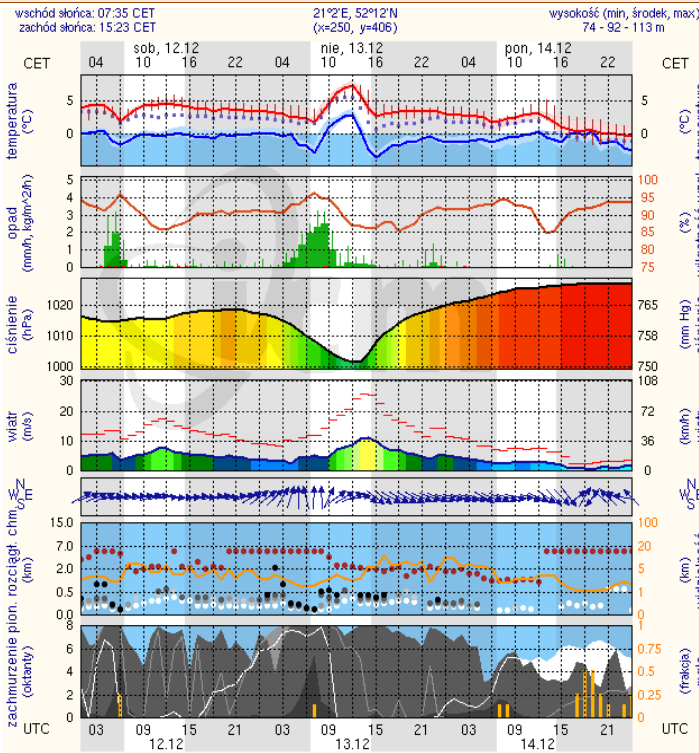 wschód słońca: 07:35 CET
zachód słońca: 15:23 CET
21°2'E, 52°12'N
(x=250, y=406)
wysokość (min, środek, max)
74 - 92 - 113 m
sob, 12.12
nie, 13.12
pon, 14.12
CET 04 10 16 22 04 10 16 22 04 10 16 22 CET
temperatura
(°C)
5
0
5
0
(°C)
temperatura
opad
(mm/h, kg/m^2/h)
5
4
3
2
1
0
100
95
90
85
80
75
(%)
ciśnienie
(hPa)
1020
1010
1000
765
758
750
(mm Hg)
wiatr
(m/s)
30
20
10
0
108
72
36
0
(km/h)
N
W E
S
N
W E
S
pion. rozciągł. chm.
(km)
15.0
7.0
2.0
0.5
0.2
0.0
100
20
5
1
0
(km)
zachmurzenie
(oktanty)
8
6
4
2
0
1
0.75
0.5
0.25
0
(frakcja)
UTC 03 09 15 21 03 09 15 21 03 09 15 21 UTC
12.12
13.12
14.12